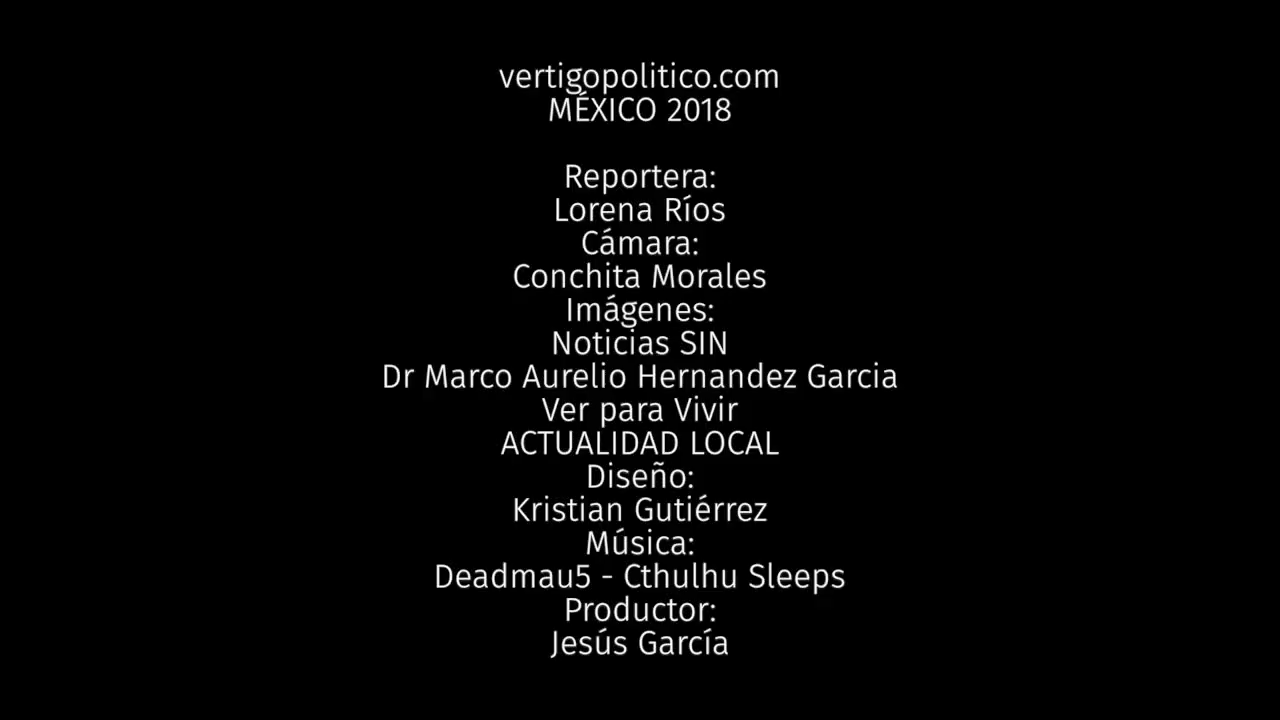 vertigopolitico.com
MÉXICO 2018
Reportera:
Lorena Ríos
Cámara:
Conchita Morales
Imágenes:
Noticias SIN
Dr Marco Aurelio Hernandez Garcia
Ver para Vivir
ACTUALIDAD LOCAL
Diseño:
Kristian Gutiérrez
Música:
Deadmau5 - Cthulhu Sleeps
Productor:
Jesús García